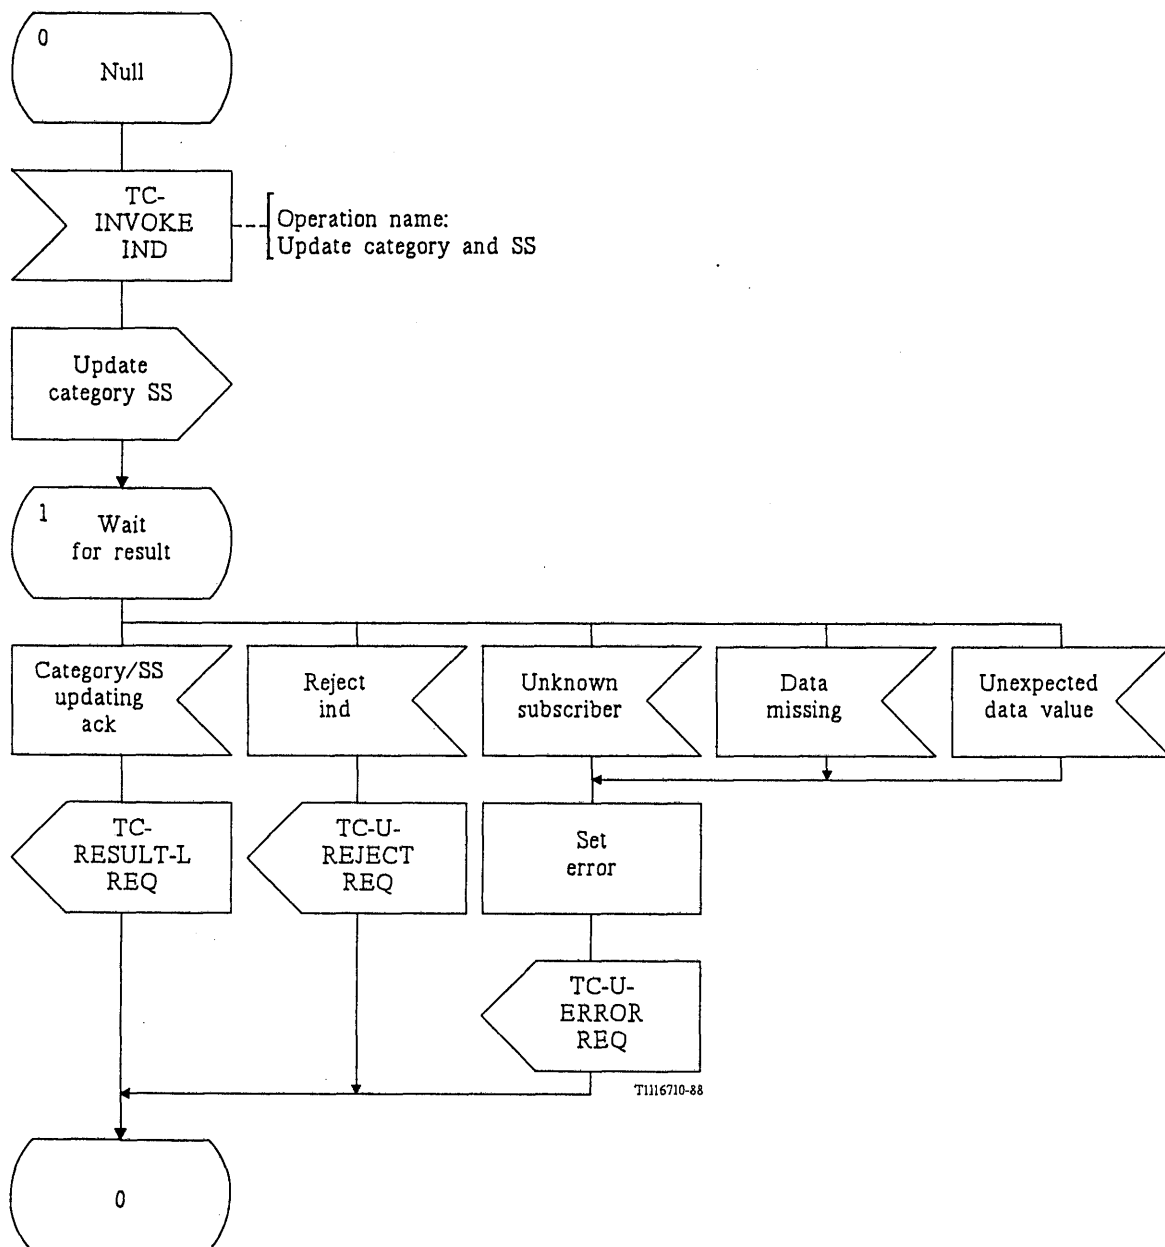 0
Null
TC-
INVOKE
IND
Operation name:
Update category and SS
Update
category SS
1
Wait
for result
Category/SS
updating
ack
Reject
ind
Unknown
subscriber
Data
missing
Unexpected
data value
TC-
RESULT-L
REQ
TC-U-
REJECT
REQ
Set
error
TC-U-
ERROR
REQ
T1116710-88
0